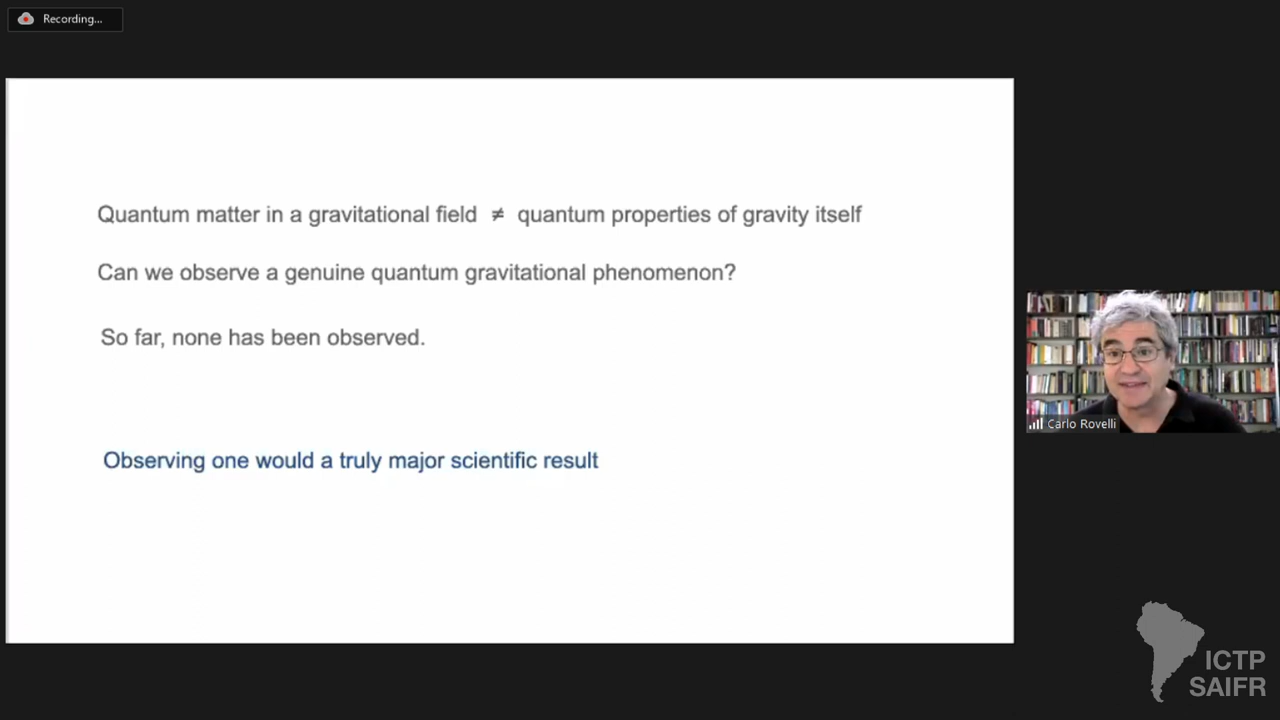 Recording...
Quantum matter in a gravitational field ≠ quantum properties of gravity itself
Can we observe a genuine quantum gravitational phenomenon?
So far, none has been observed.
Observing one would a truly major scientific result
Carlo Rovelli
ICTP
SAIFR